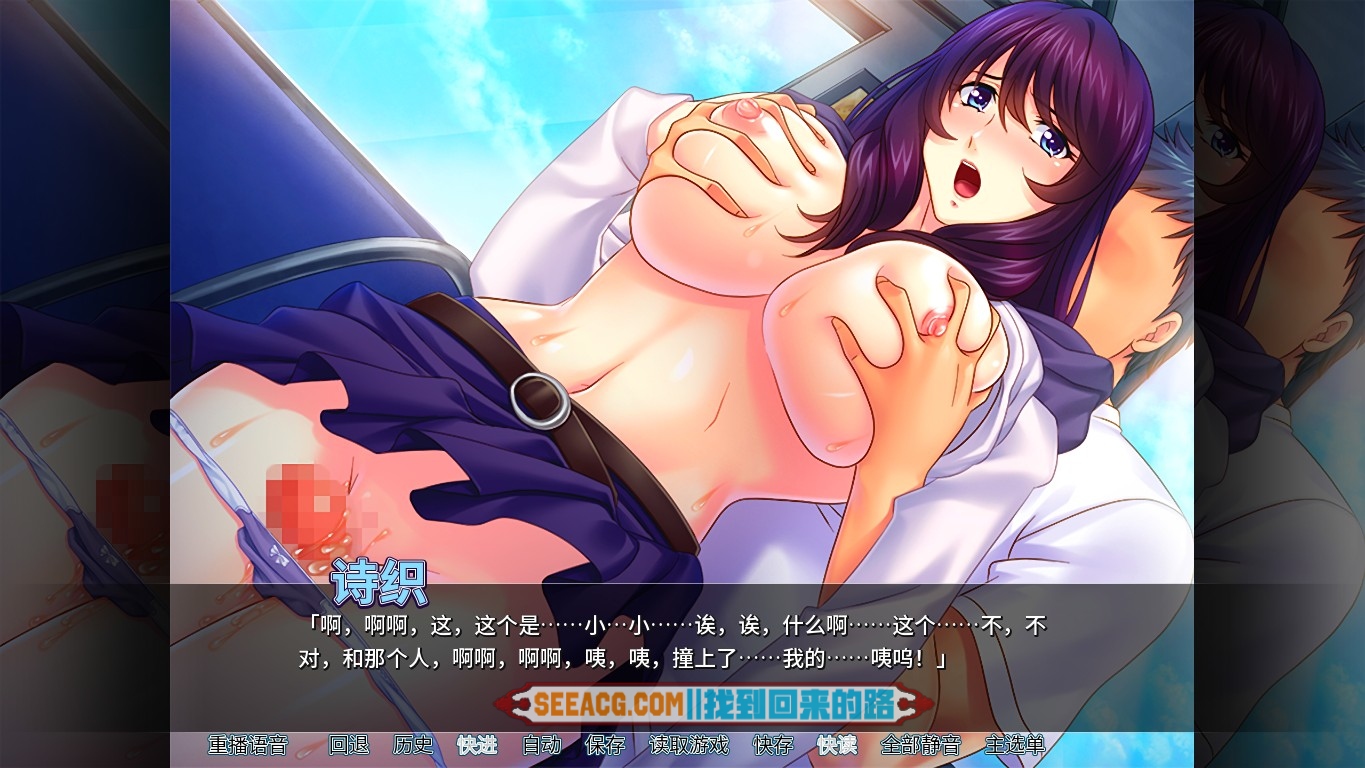 诗织
「啊，啊啊，这，这个是……小…小……诶，诶，什么啊……这个……不，不
对，和那个人，啊啊，啊啊，咦，咦，撞上了……我的……咦呜！」
SEEACG.COM||找到回来的路
重播语音 回退 历史 快进 自动 保存 读取游戏 快存 快读 全部静音 主选单